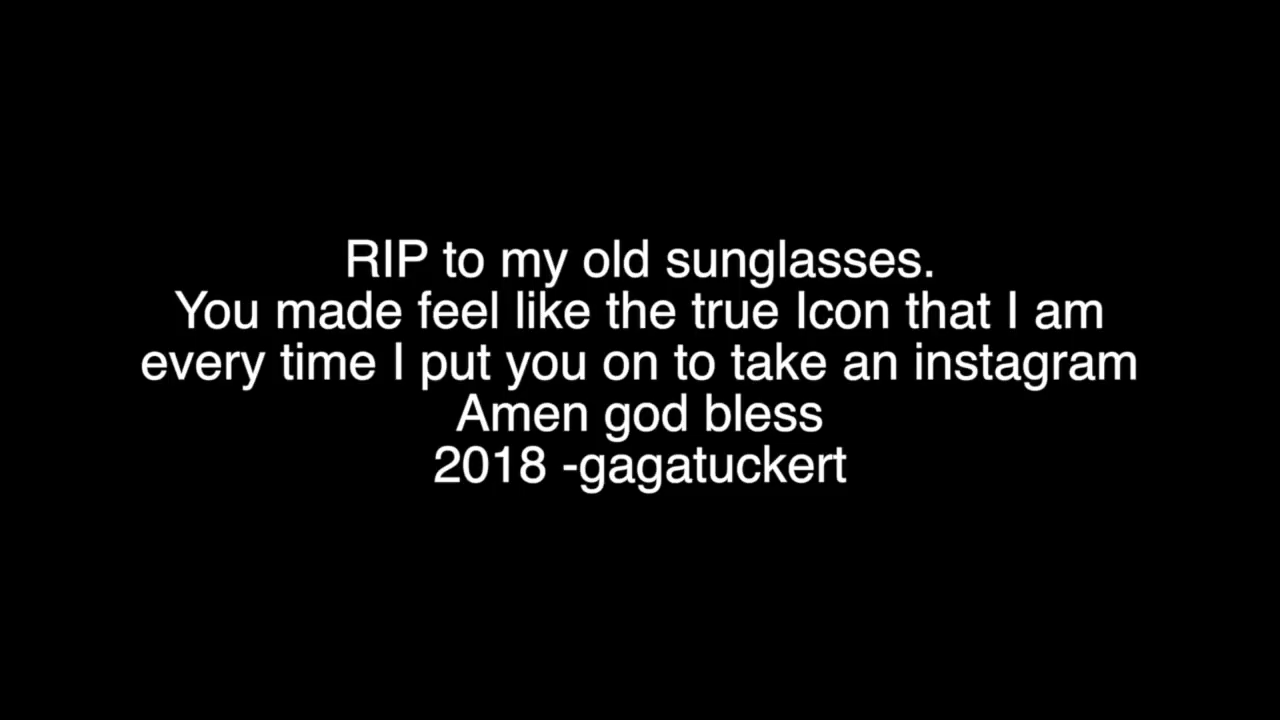 RIP to my old sunglasses.
You made feel like the true Icon that I am
every time I put you on to take an instagram
Amen god bless
2018 -gagatuckert